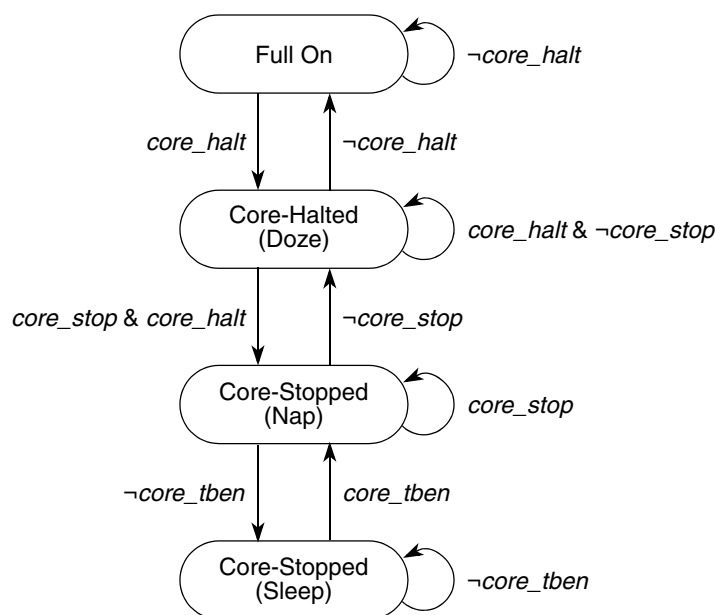 Full On
¬core_halt
core_halt
¬core_halt
Core-Halted
(Doze)
core_halt & ¬core_stop
core_stop & core_halt
¬core_stop
Core-Stopped
(Nap)
core_stop
¬core_tben
core_tben
Core-Stopped
(Sleep)
¬core_tben